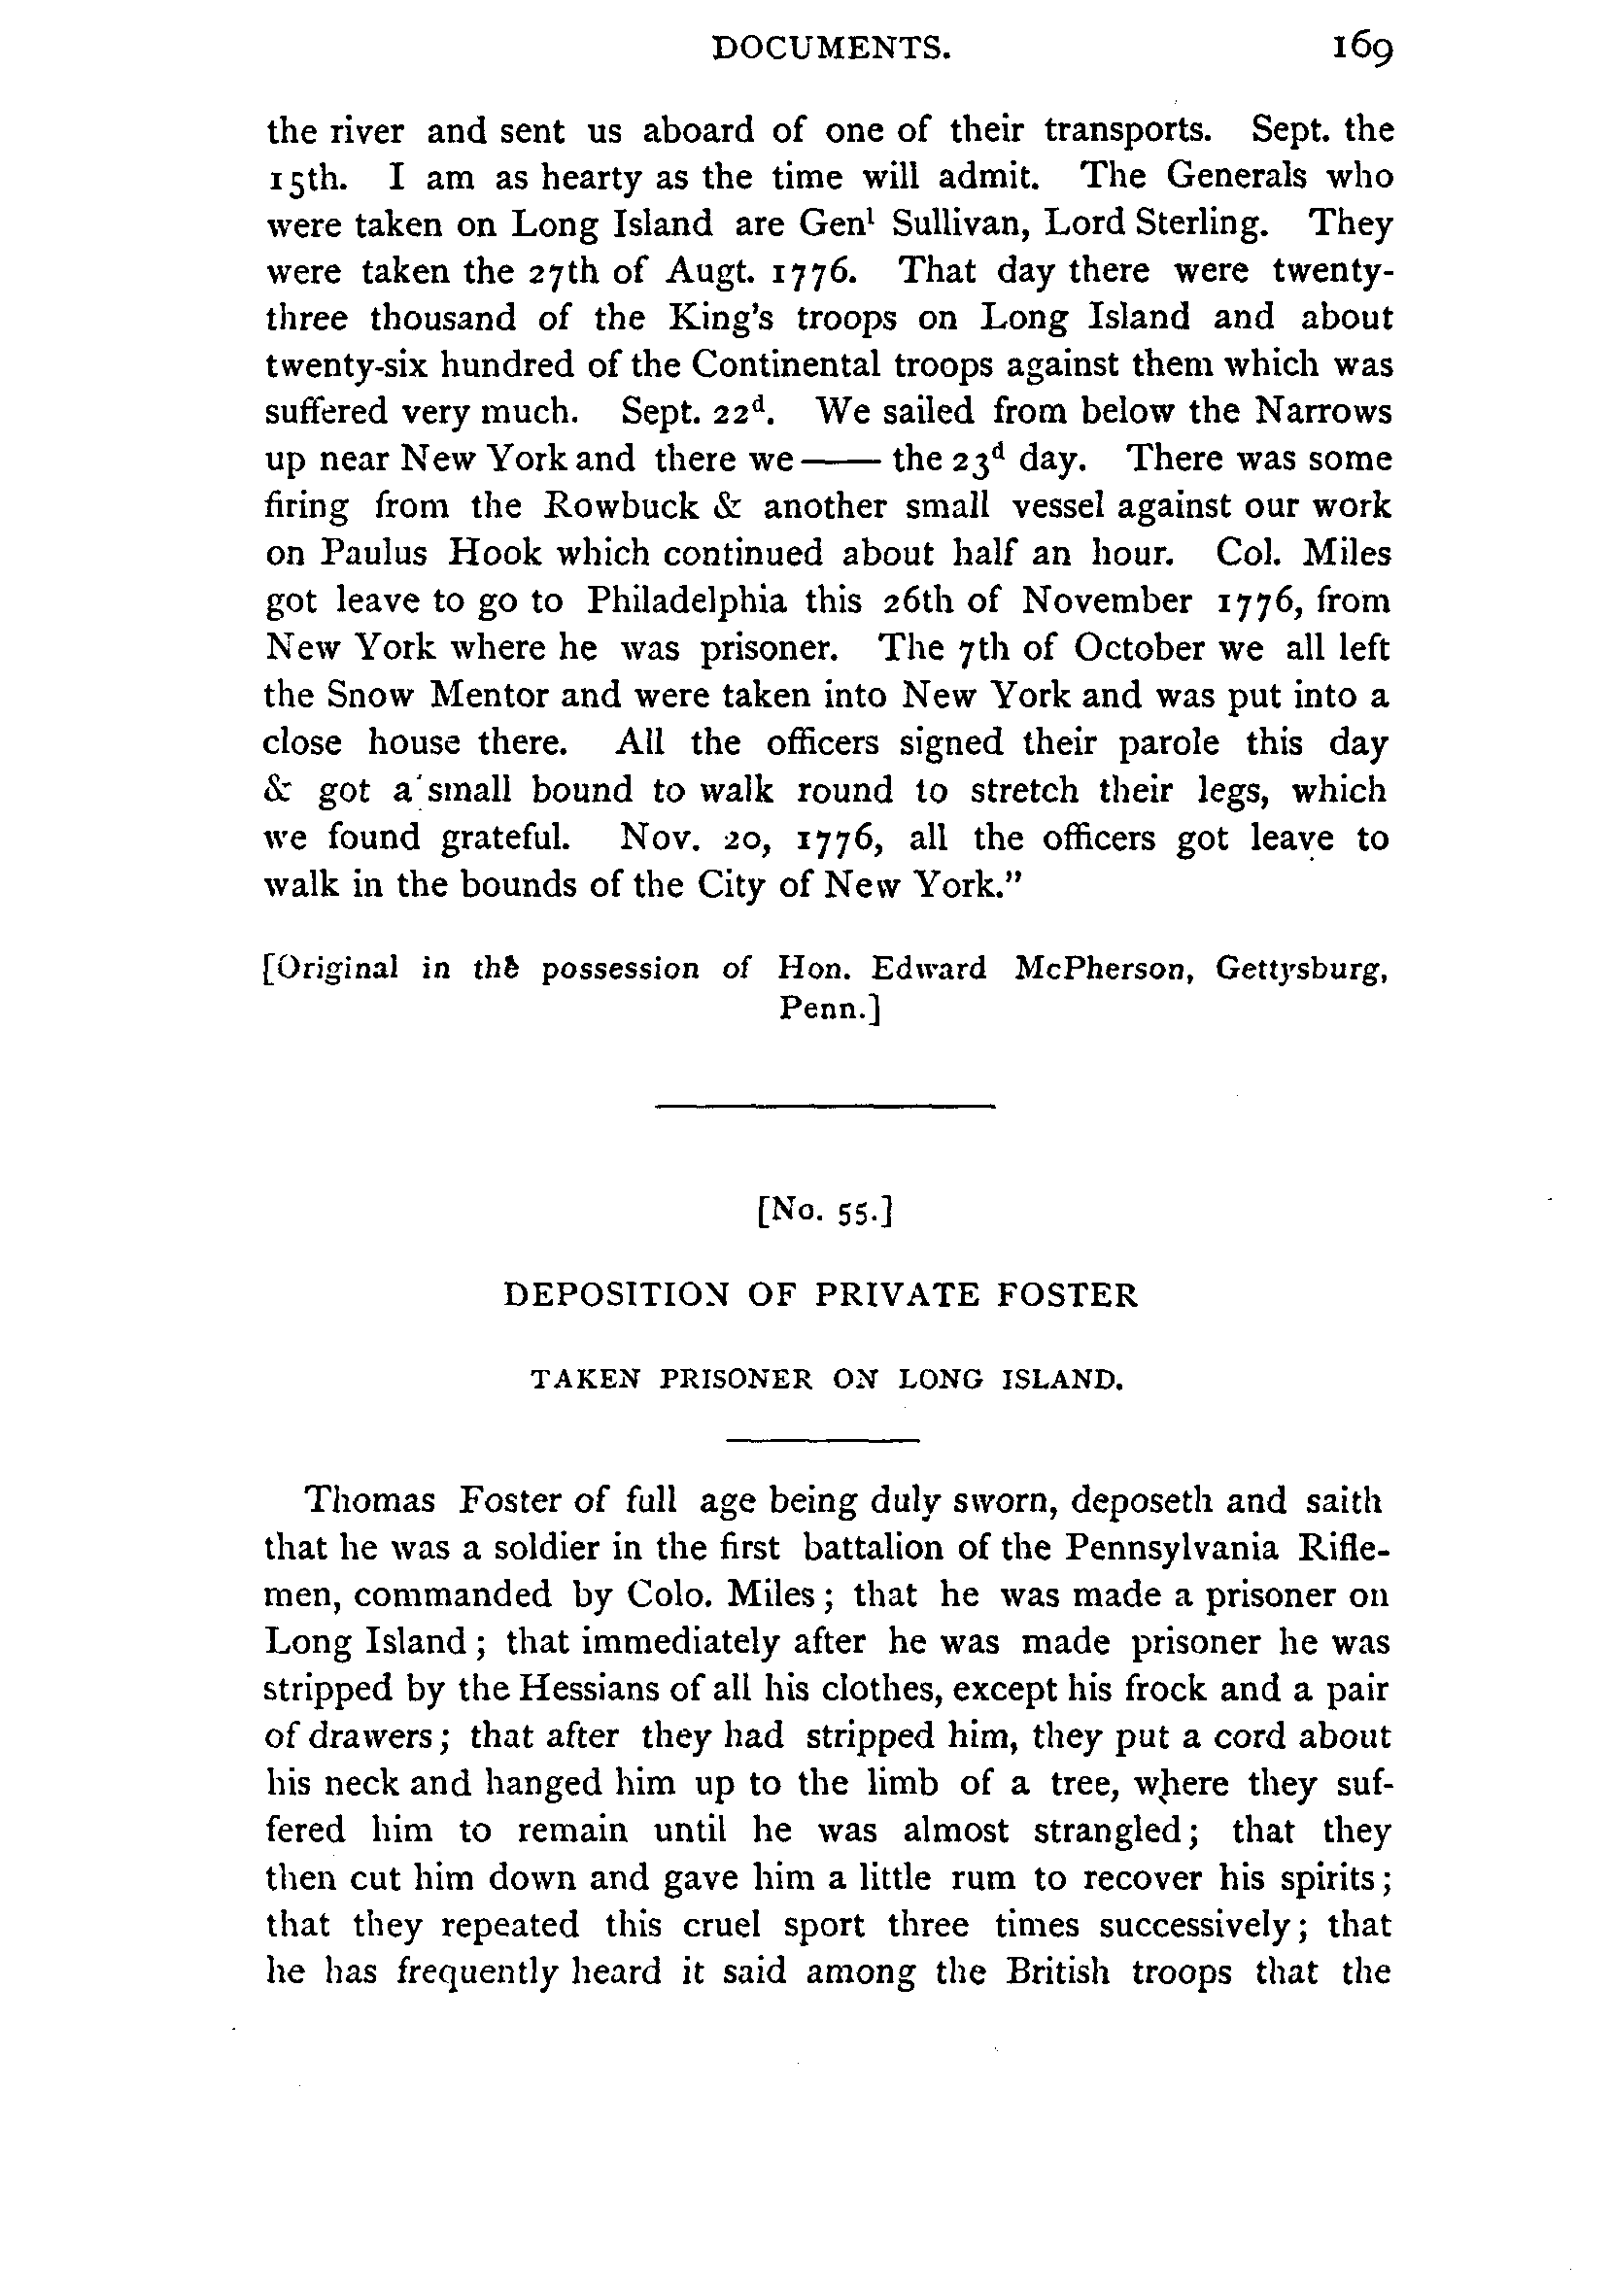 DOCUMENTS. 169
the river and sent us aboard of one of their transports. Sept. the
15th. I am as hearty as the time will admit. The Generals who
were taken on Long Island are Genl Sullivan, Lord Sterling. They
were taken the 27th of Augt. 1776. That day there were twenty-
three thousand of the King's troops on Long Island and about
twenty-six hundred of the Continental troops against them which was
suffered very much. Sept. 22d. We sailed from below the Narrows
up near New York and there we —— the 23d day. There was some
firing from the Rowbuck & another small vessel against our work
on Paulus Hook which continued about half an hour. Col. Miles
got leave to go to Philadelphia this 26th of November 1776, from
New York where he was prisoner. The 7th of October we all left
the Snow Mentor and were taken into New York and was put into a
close house there. All the officers signed their parole this day
& got a small bound to walk round to stretch their legs, which
we found grateful. Nov. 20, 1776, all the officers got leave to
walk in the bounds of the City of New York."
[Original in the possession of Hon. Edward McPherson, Gettysburg,
Penn.]
[No. 55.]
DEPOSITION OF PRIVATE FOSTER
TAKEN PRISONER ON LONG ISLAND.
Thomas Foster of full age being duly sworn, deposeth and saith
that he was a soldier in the first battalion of the Pennsylvania Rifle-
men, commanded by Colo. Miles; that he was made a prisoner on
Long Island; that immediately after he was made prisoner he was
stripped by the Hessians of all his clothes, except his frock and a pair
of drawers; that after they had stripped him, they put a cord about
his neck and hanged him up to the limb of a tree, where they suf-
fered him to remain until he was almost strangled; that they
then cut him down and gave him a little rum to recover his spirits;
that they repeated this cruel sport three times successively; that
he has frequently heard it said among the British troops that the